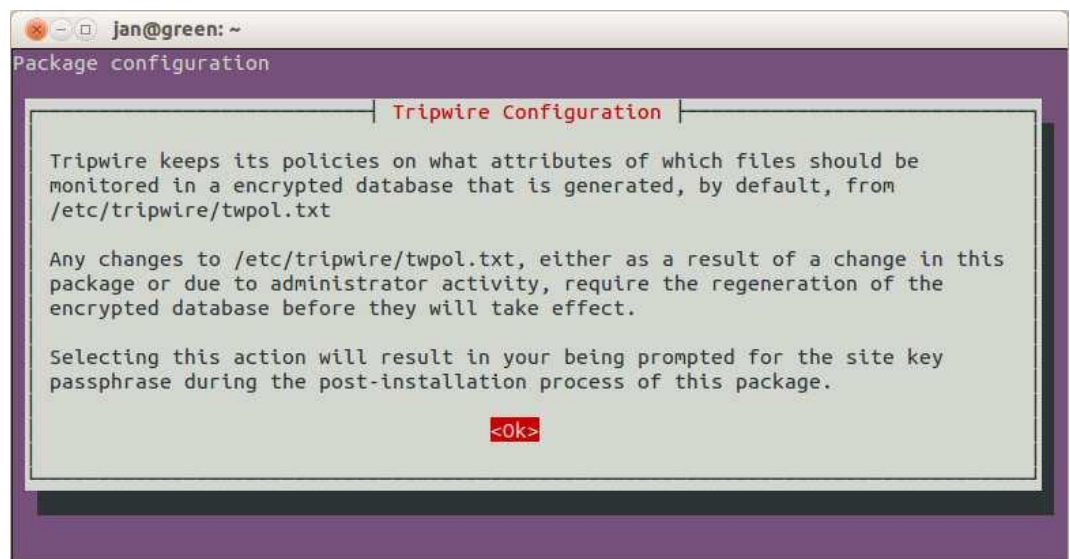 jan@green: ~
Package configuration
Tripwire Configuration
Tripwire keeps its policies on what attributes of which files should be
monitored in a encrypted database that is generated, by default, from
/etc/tripwire/twpol.txt
Any changes to /etc/tripwire/twpol.txt, either as a result of a change in this
package or due to administrator activity, require the regeneration of the
encrypted database before they will take effect.
Selecting this action will result in your being prompted for the site key
passphrase during the post-installation process of this package.
<Ok>